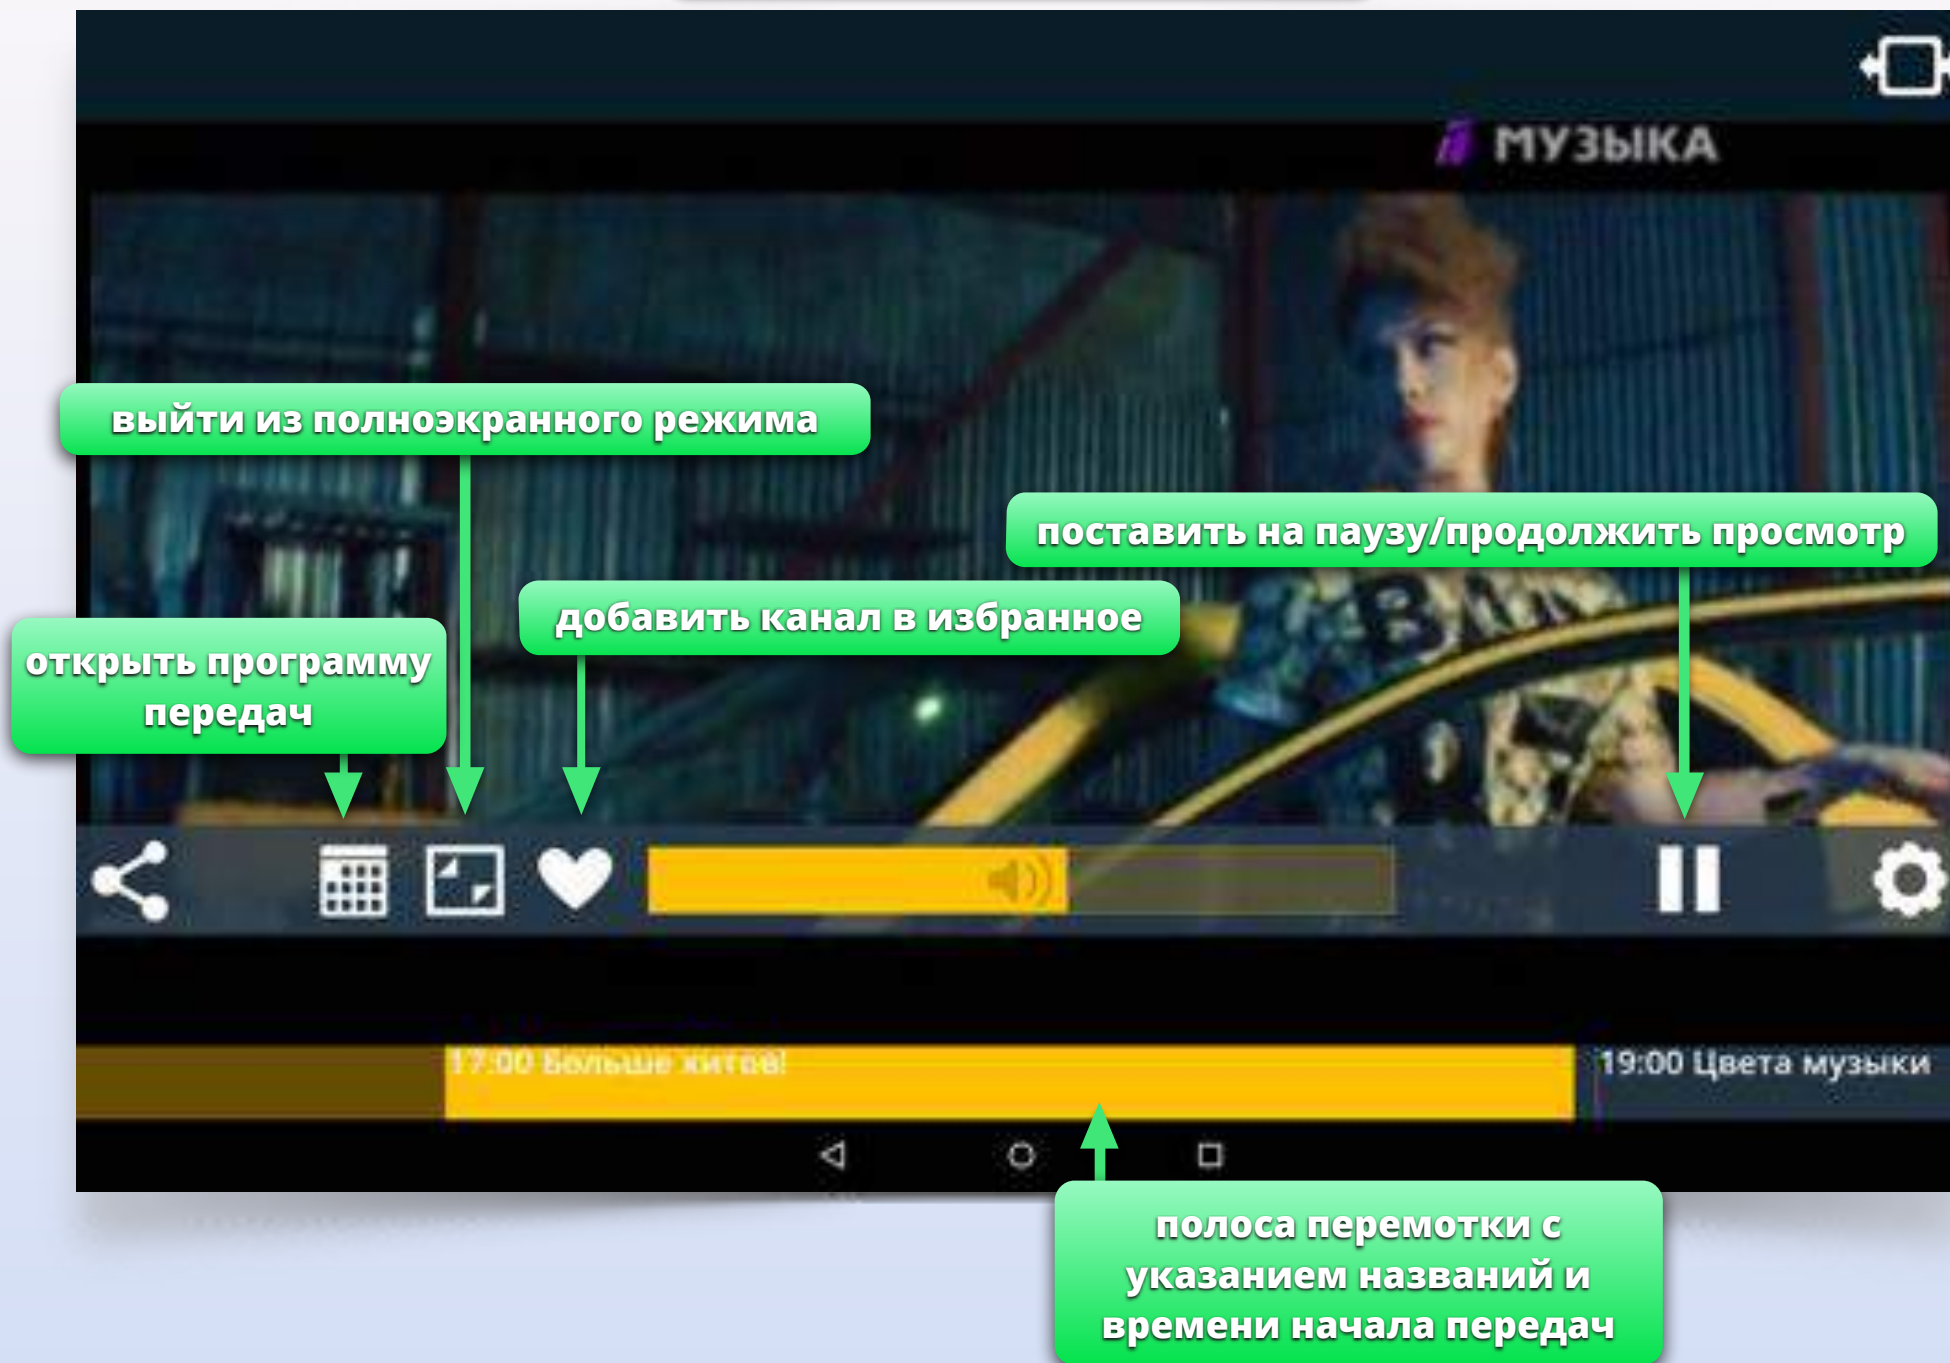 МУЗЫКА
выйти из полноэкранного режима
поставить на паузу/продолжить просмотр
добавить канал в избранное
открыть программу
передач
17:00 Больше хитов!
19:00 Цвета музыки
полоса перемотки с
указанием названий и
времени начала передач